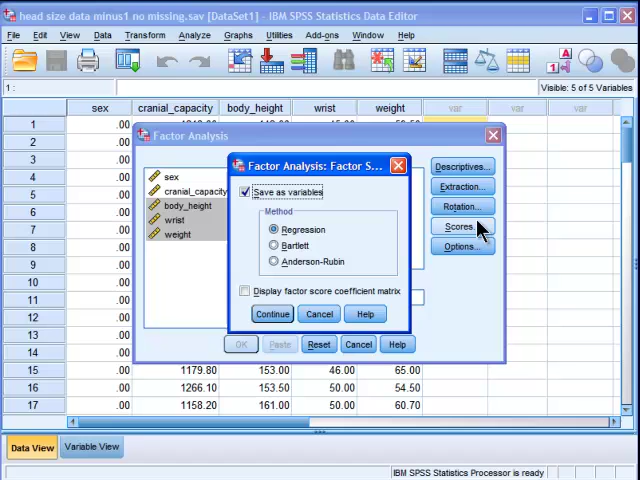 head size data minus1 no missing.sav [DataSet1] - IBM SPSS Statistics Data Editor
File Edit View Data Transform Analyze Graphs Utilities Add-ons Window Help
1 :
Visible: 5 of 5 Variables
sex cranial_capacity body_height wrist weight var var var
1
2
3
4
5
6
7
8
9
10
11
12
13
14
15 .00 1179.80 153.00 46.00 65.00
16 .00 1266.10 153.50 50.00 54.50
17 .00 1158.20 161.00 50.00 60.70
.00
.00
.00
.00
.00
.00
.00
.00
.00
.00
.00
.00
.00
.00
Factor Analysis
sex
cranial_capacity
body_height
wrist
weight
Descriptives...
Extraction...
Rotation...
Scores...
Options...
OK Paste Reset Cancel Help
Factor Analysis: Factor S...
Save as variables
Method
Regression
Bartlett
Anderson-Rubin
Display factor score coefficient matrix
Continue Cancel Help
Data View Variable View
IBM SPSS Statistics Processor is ready